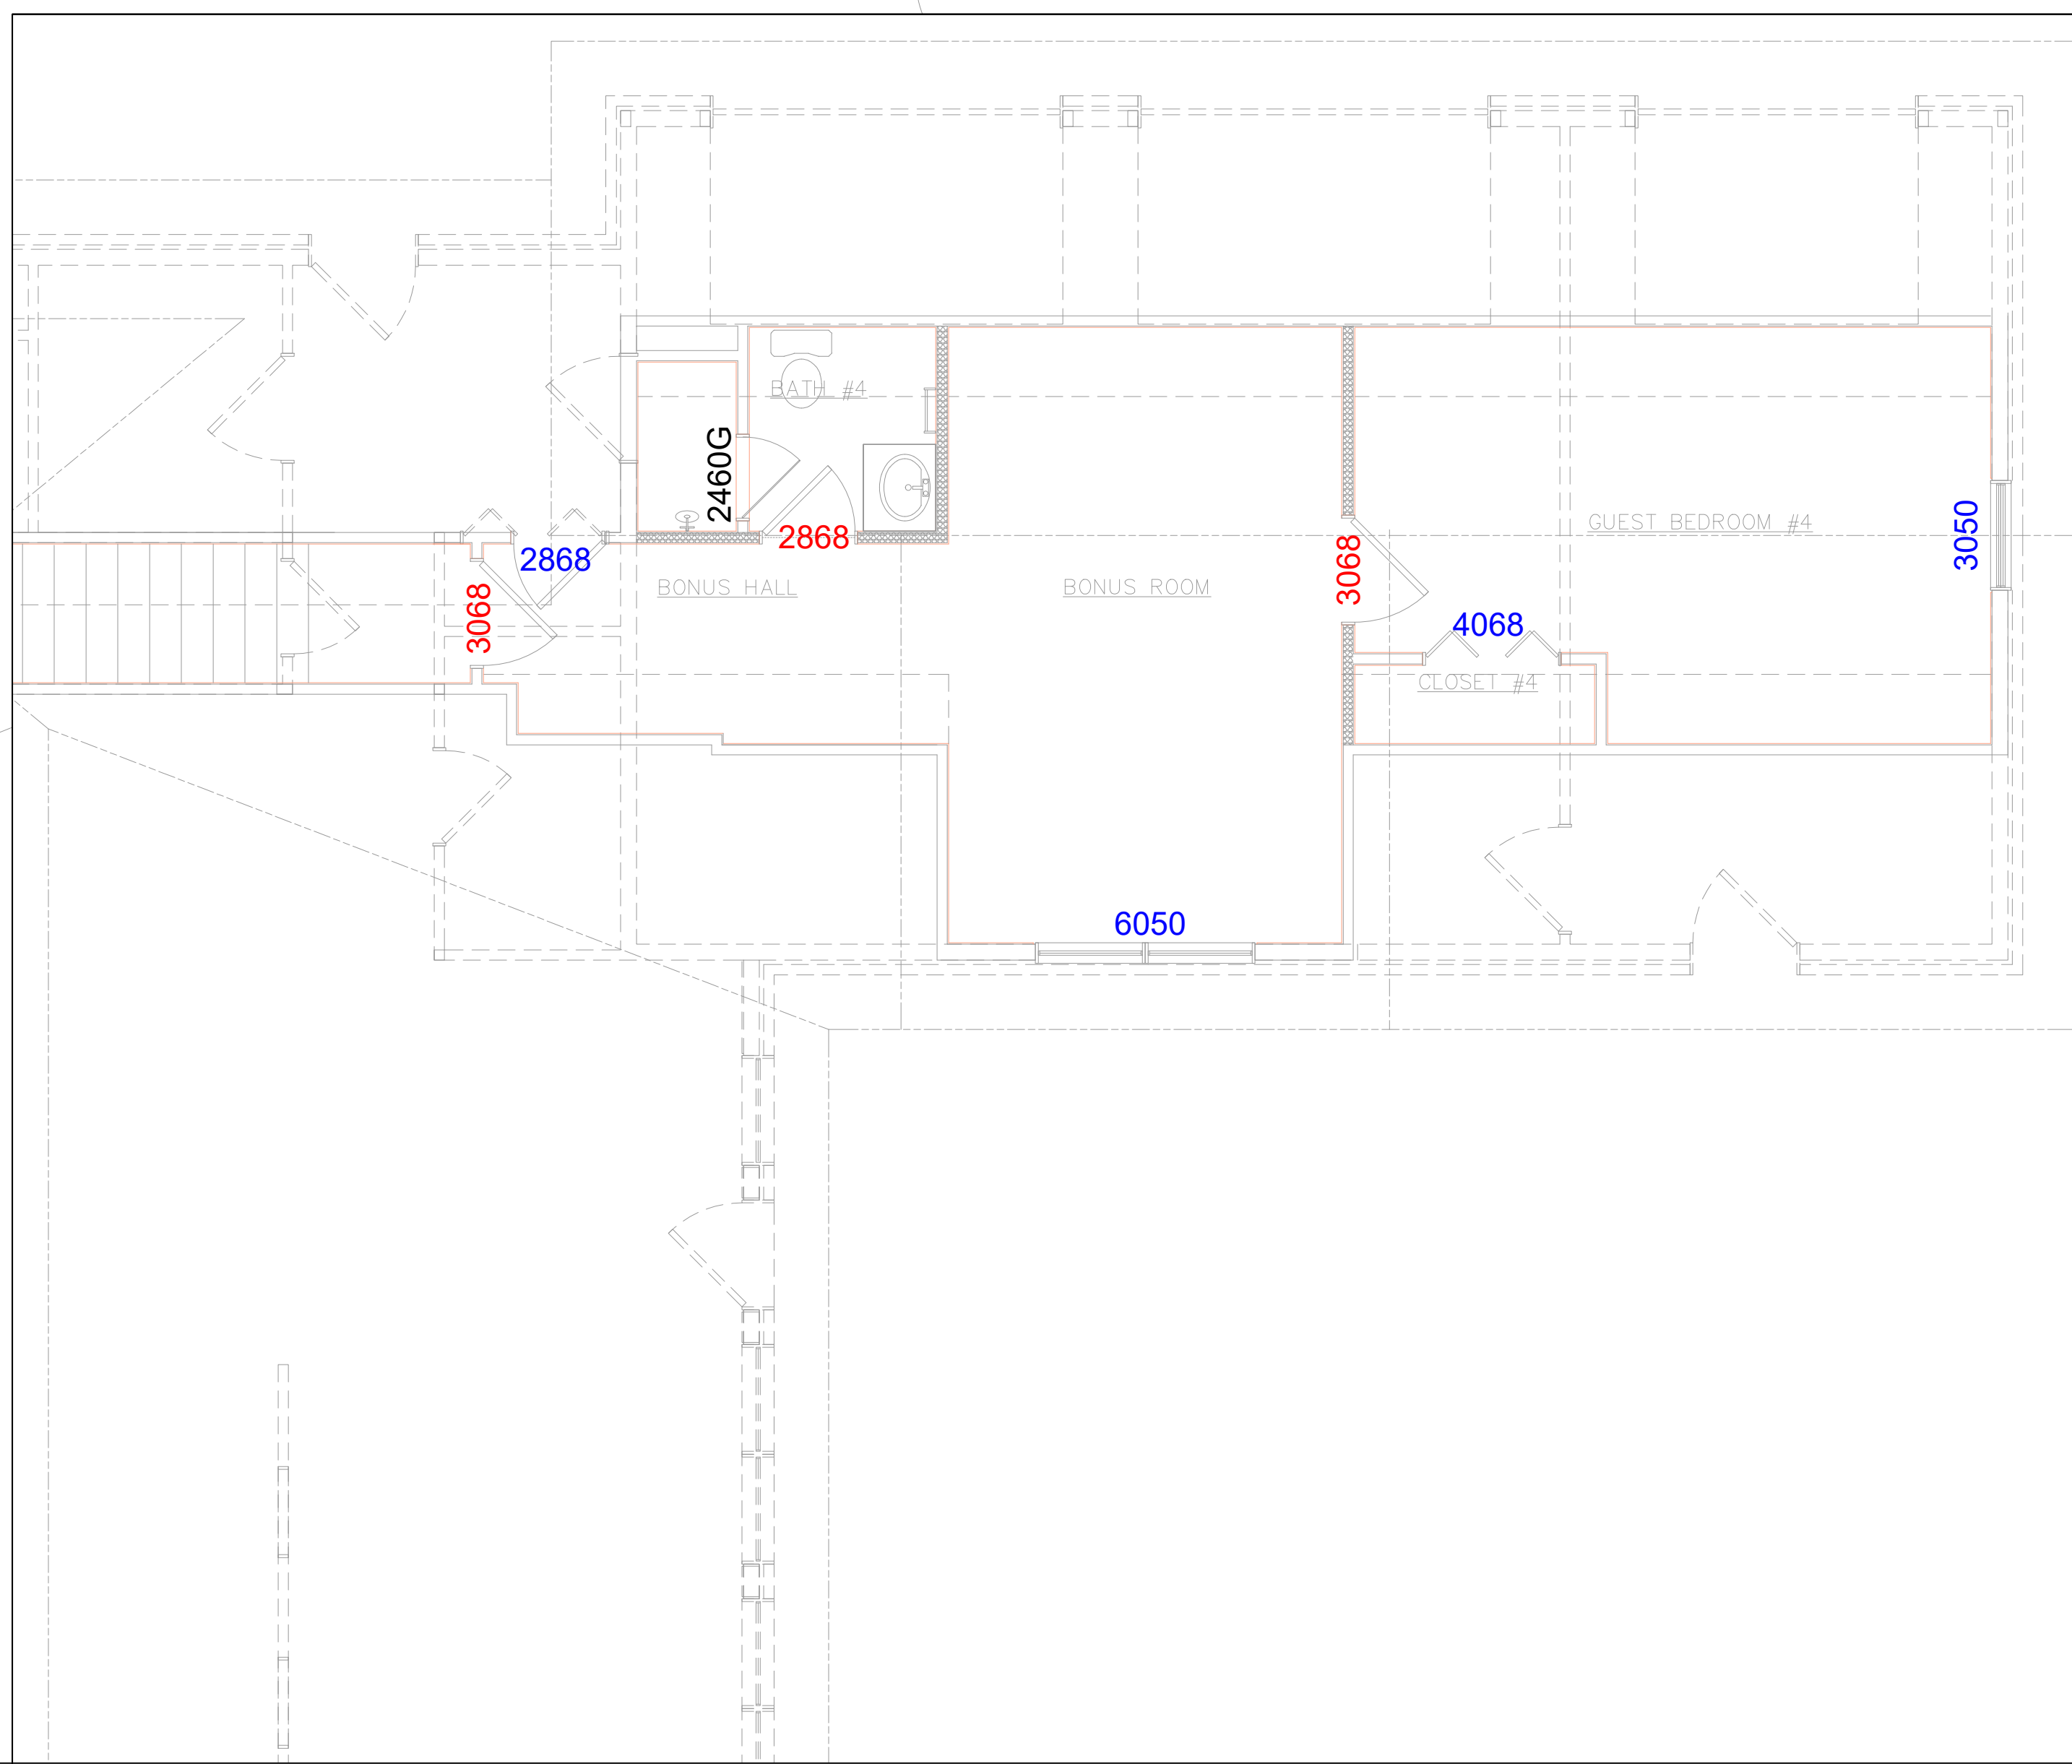 BATH #4
2460G
GUEST BEDROOM #4
3050
2868
2868
3068
3068
BONUS HALL
BONUS ROOM
4068
CLOSET #4
6050